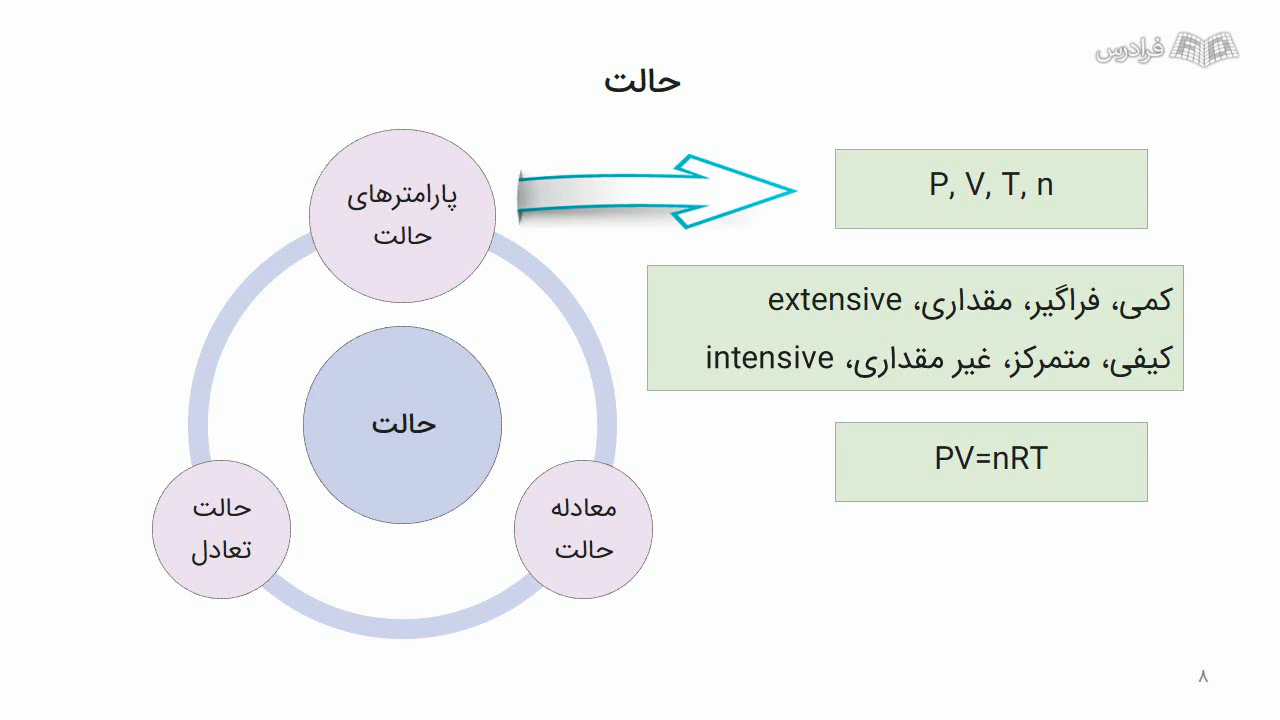 فرادرس
حالت
پارامترهای
حالت
P, V, T, n
کمی، فراگیر، مقداری، extensive
کیفی، متمرکز، غیر مقداری، intensive
حالت
PV=nRT
معادله
حالت
حالت
تعادل
۸